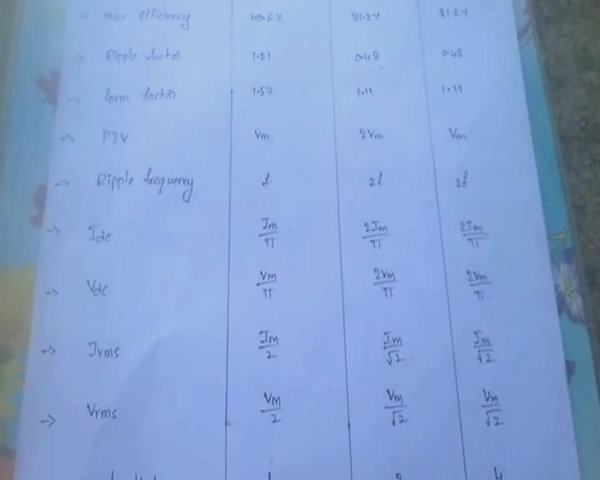 -> max efficiency 40.6% 81.2% 81.2%
-> Ripple factor 1.21 0.48 0.48
-> form factor 1.57 1.11 1.11
-> PIV Vm 2Vm Vm
-> Ripple frequency f 2f 2f
-> Idc Im/π 2Im/π 2Im/π
-> Vdc Vm/π 2Vm/π 2Vm/π
-> Irms Im/2 Im/√2 Im/√2
-> Vrms Vm/2 Vm/√2 Vm/√2